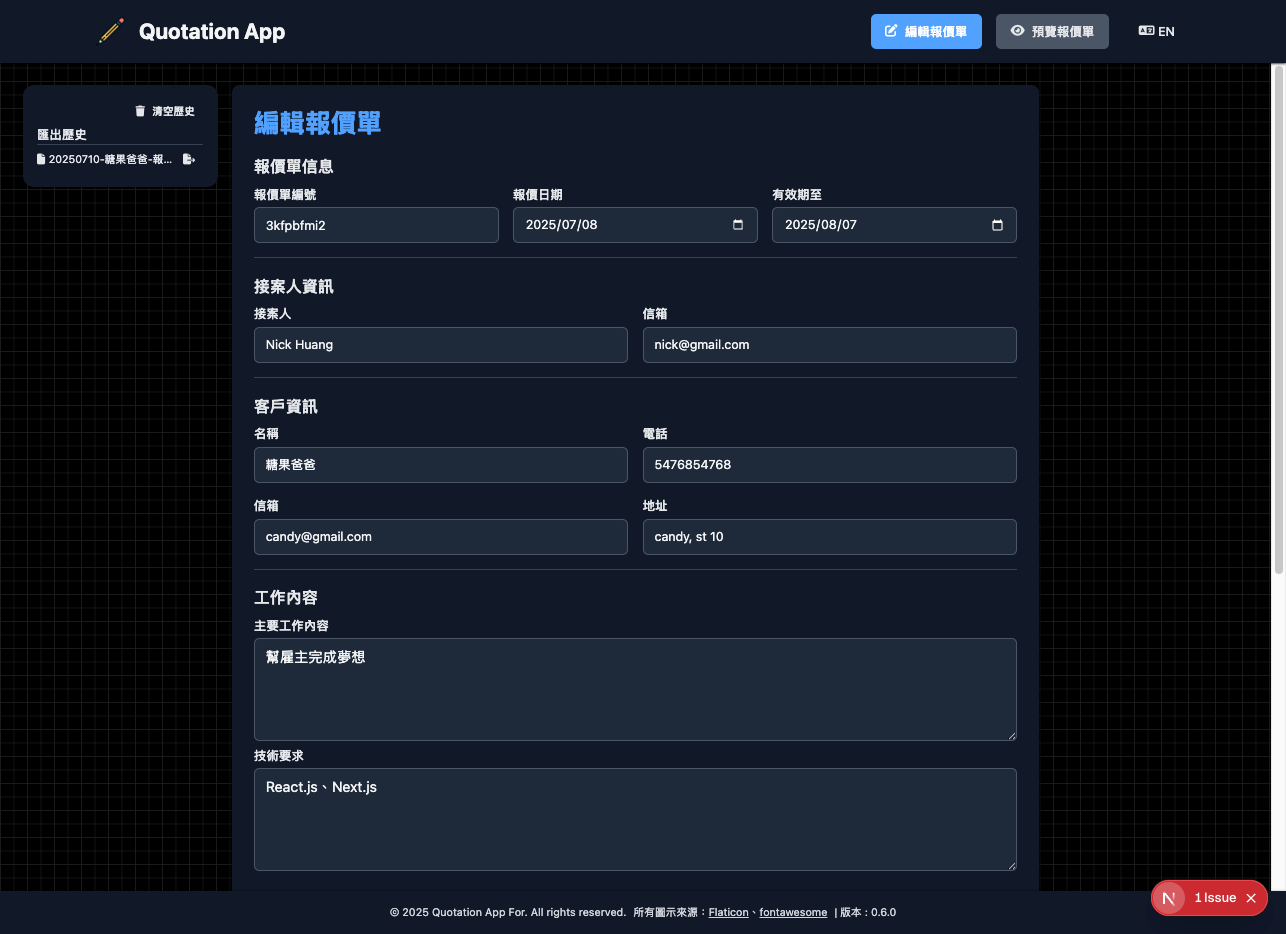 Quotation App
編輯報價單
預覽報價單
EN
清空歷史
匯出歷史
20250710-糖果爸爸-報...
編輯報價單
報價單信息
報價單編號
報價日期
有效期至
3kfpbfmi2
2025/07/08
2025/08/07
接案人資訊
接案人
信箱
Nick Huang
nick@gmail.com
客戶資訊
名稱
電話
糖果爸爸
5476854768
信箱
地址
candy@gmail.com
candy, st 10
工作內容
主要工作內容
幫雇主完成夢想
技術要求
React.js、Next.js
N
1 Issue
© 2025 Quotation App For. All rights reserved. 所有圖示來源：Flaticon、fontawesome | 版本 : 0.6.0